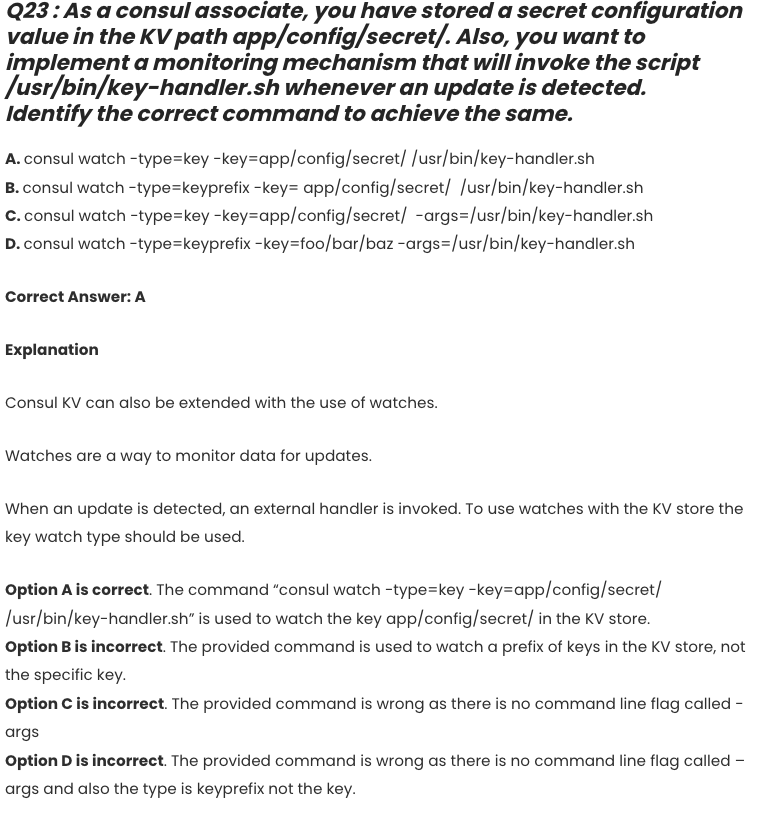 Q23 : As a consul associate, you have stored a secret configuration
value in the KV path app/config/secret/. Also, you want to
implement a monitoring mechanism that will invoke the script
/usr/bin/key-handler.sh whenever an update is detected.
Identify the correct command to achieve the same.
A. consul watch -type=key -key=app/config/secret/ /usr/bin/key-handler.sh
B. consul watch -type=keyprefix -key= app/config/secret/  /usr/bin/key-handler.sh
C. consul watch -type=key -key=app/config/secret/  -args=/usr/bin/key-handler.sh
D. consul watch -type=keyprefix -key=foo/bar/baz -args=/usr/bin/key-handler.sh
Correct Answer: A
Explanation
Consul KV can also be extended with the use of watches.
Watches are a way to monitor data for updates.
When an update is detected, an external handler is invoked. To use watches with the KV store the
key watch type should be used.
Option A is correct. The command “consul watch -type=key -key=app/config/secret/
/usr/bin/key-handler.sh” is used to watch the key app/config/secret/ in the KV store.
Option B is incorrect. The provided command is used to watch a prefix of keys in the KV store, not
the specific key.
Option C is incorrect. The provided command is wrong as there is no command line flag called -
args
Option D is incorrect. The provided command is wrong as there is no command line flag called –
args and also the type is keyprefix not the key.